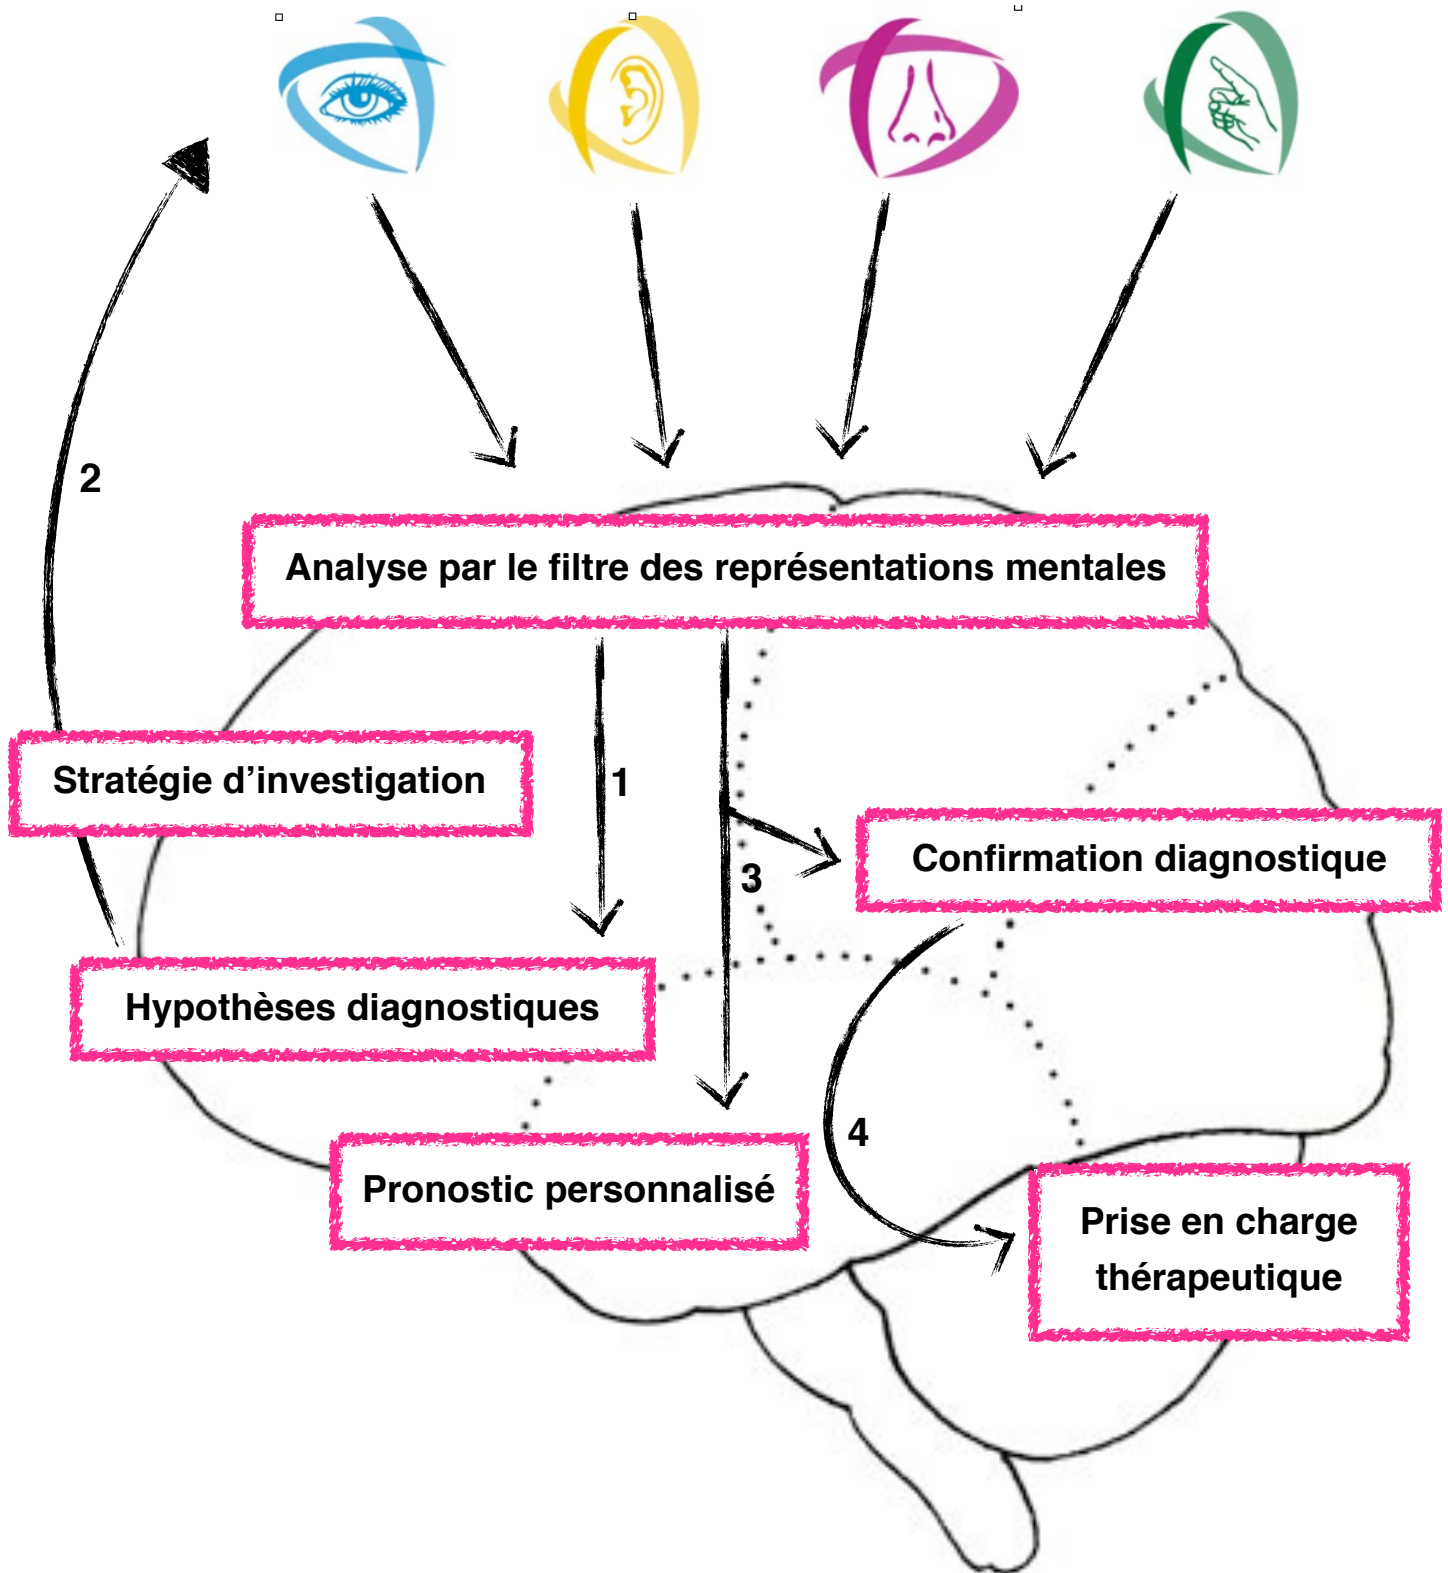 2
Analyse par le filtre des représentations mentales
Stratégie d’investigation
1
3
Confirmation diagnostique
Hypothèses diagnostiques
4
Pronostic personnalisé
Prise en charge
thérapeutique